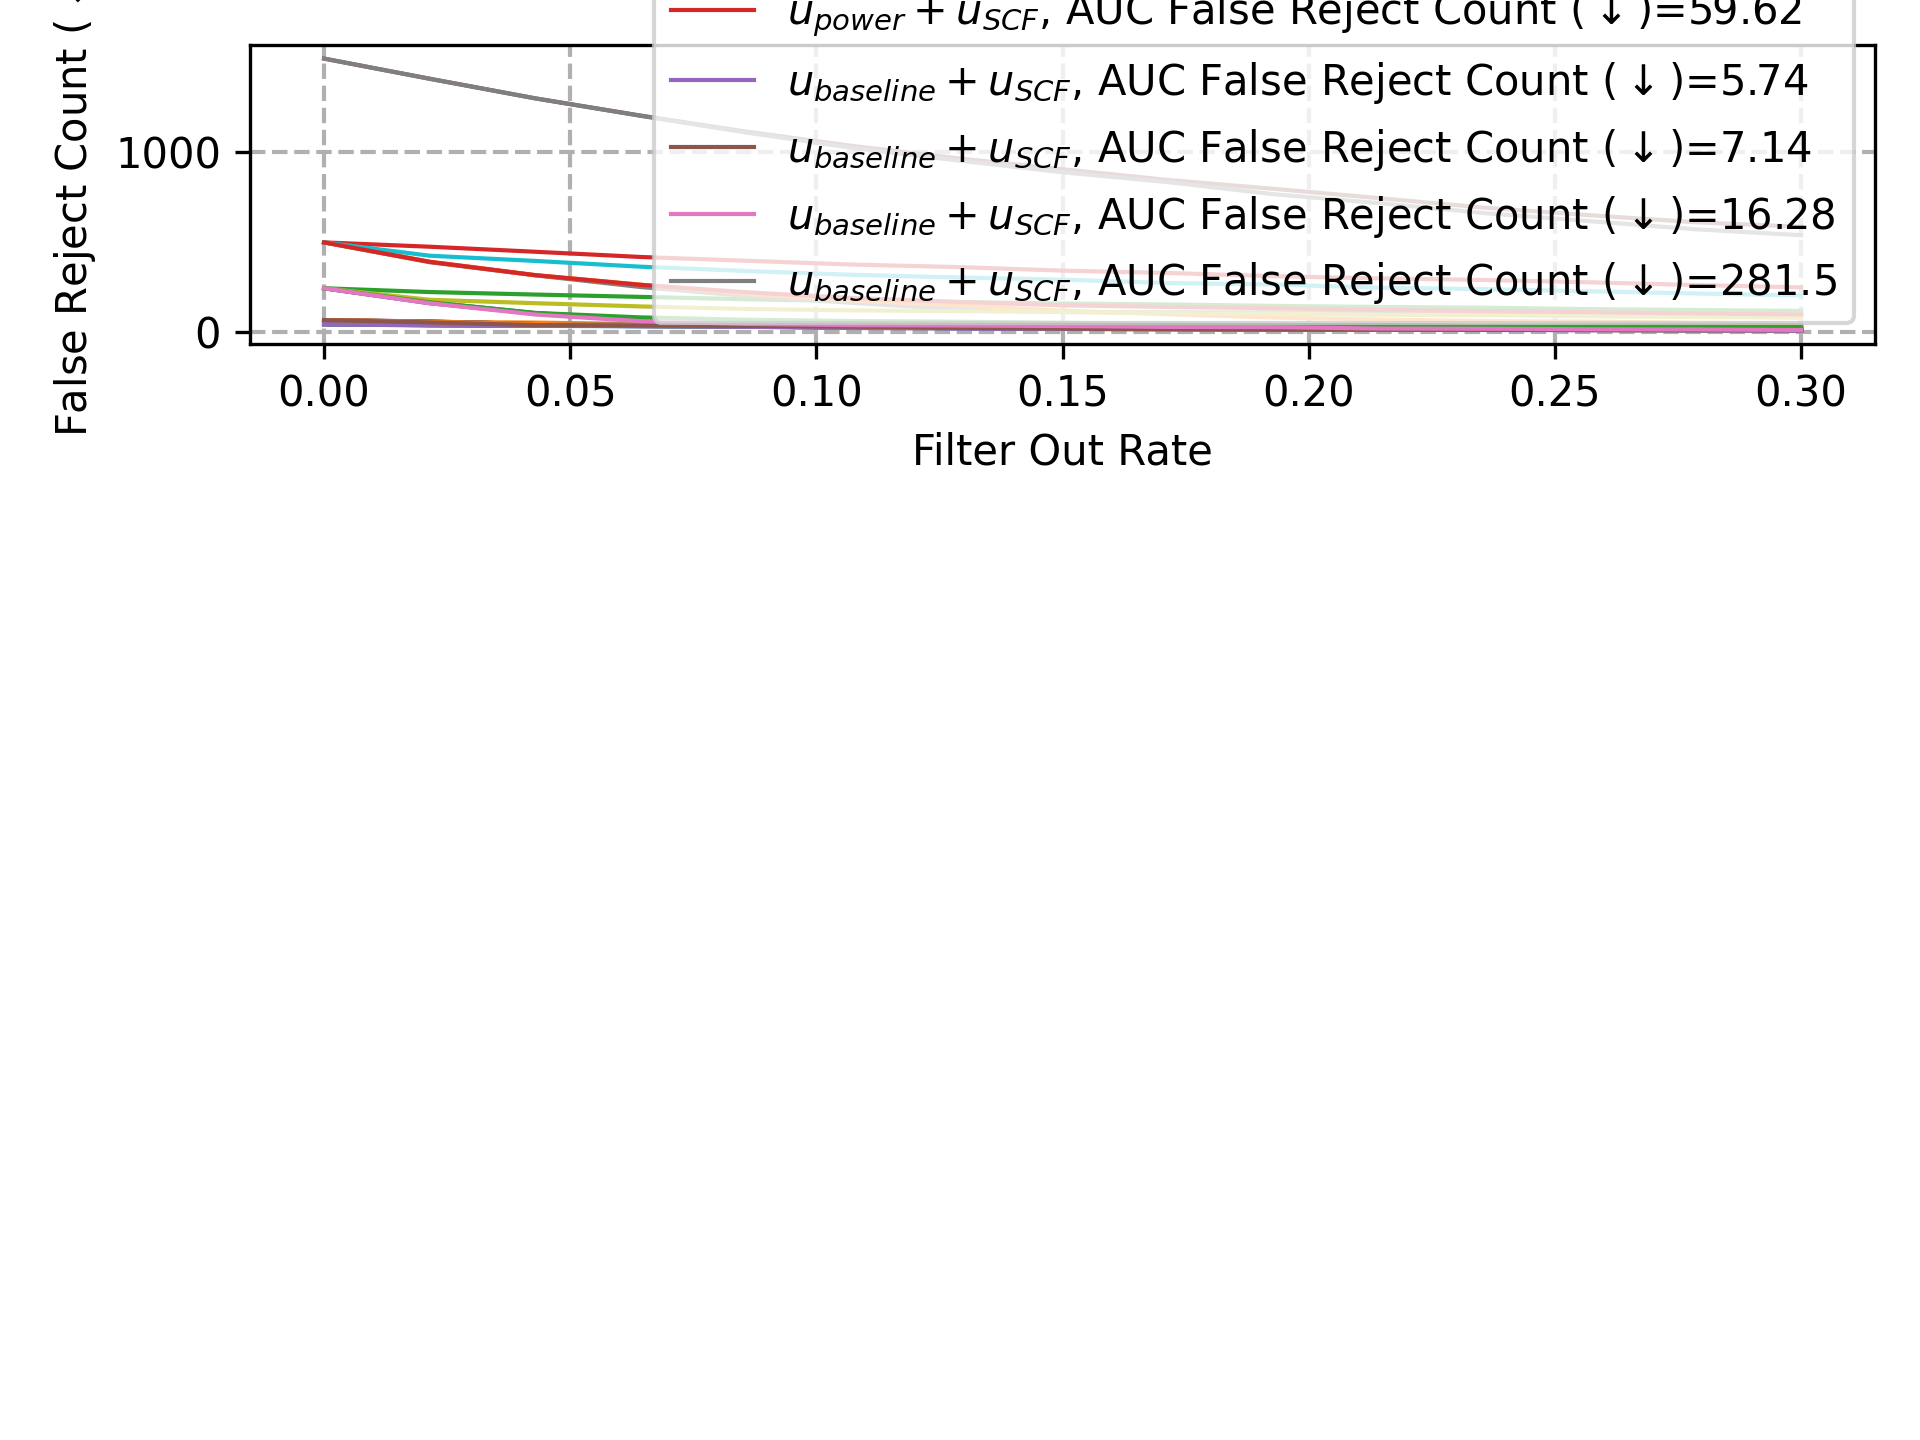 u_power + u_SCF, AUC False Reject Count (↓)=59.62
u_baseline + u_SCF, AUC False Reject Count (↓)=5.74
u_baseline + u_SCF, AUC False Reject Count (↓)=7.14
u_baseline + u_SCF, AUC False Reject Count (↓)=16.28
u_baseline + u_SCF, AUC False Reject Count (↓)=281.5
False Reject Count (
1000
0
0.00 0.05 0.10 0.15 0.20 0.25 0.30
Filter Out Rate